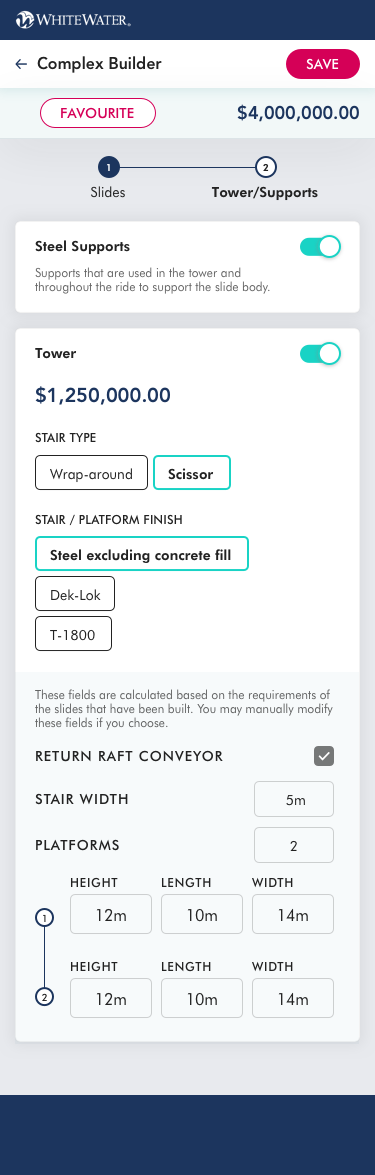 WHITEWATER
Complex Builder
SAVE
FAVOURITE
$4,000,000.00
1
2
Slides
Tower/Supports
Steel Supports
Supports that are used in the tower and
throughout the ride to support the slide body.
Tower
$1,250,000.00
STAIR TYPE
Wrap-around
Scissor
STAIR / PLATFORM FINISH
Steel excluding concrete fill
Dek-Lok
T-1800
These fields are calculated based on the requirements of
the slides that have been built. You may manually modify
these fields if you choose.
RETURN RAFT CONVEYOR
STAIR WIDTH
5m
PLATFORMS
2
HEIGHT LENGTH WIDTH
1 12m 10m 14m
HEIGHT LENGTH WIDTH
2 12m 10m 14m